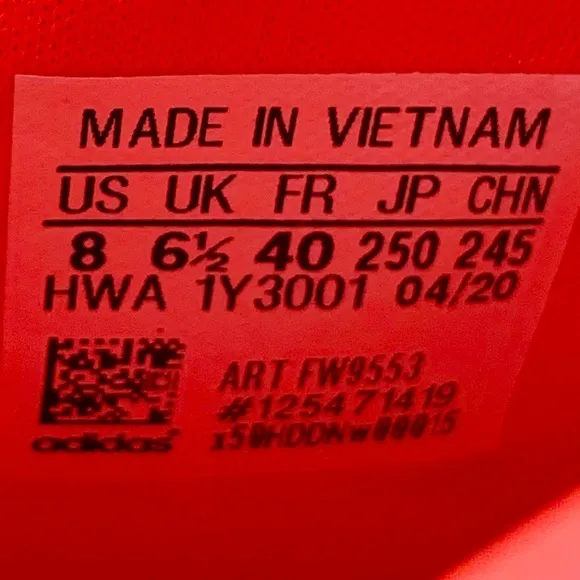 MADE IN VIETNAM
US UK FR JP CHN
8 6½ 40 250 245
HWA 1Y3001 04/20
ART FW9553
#125471419
adidas